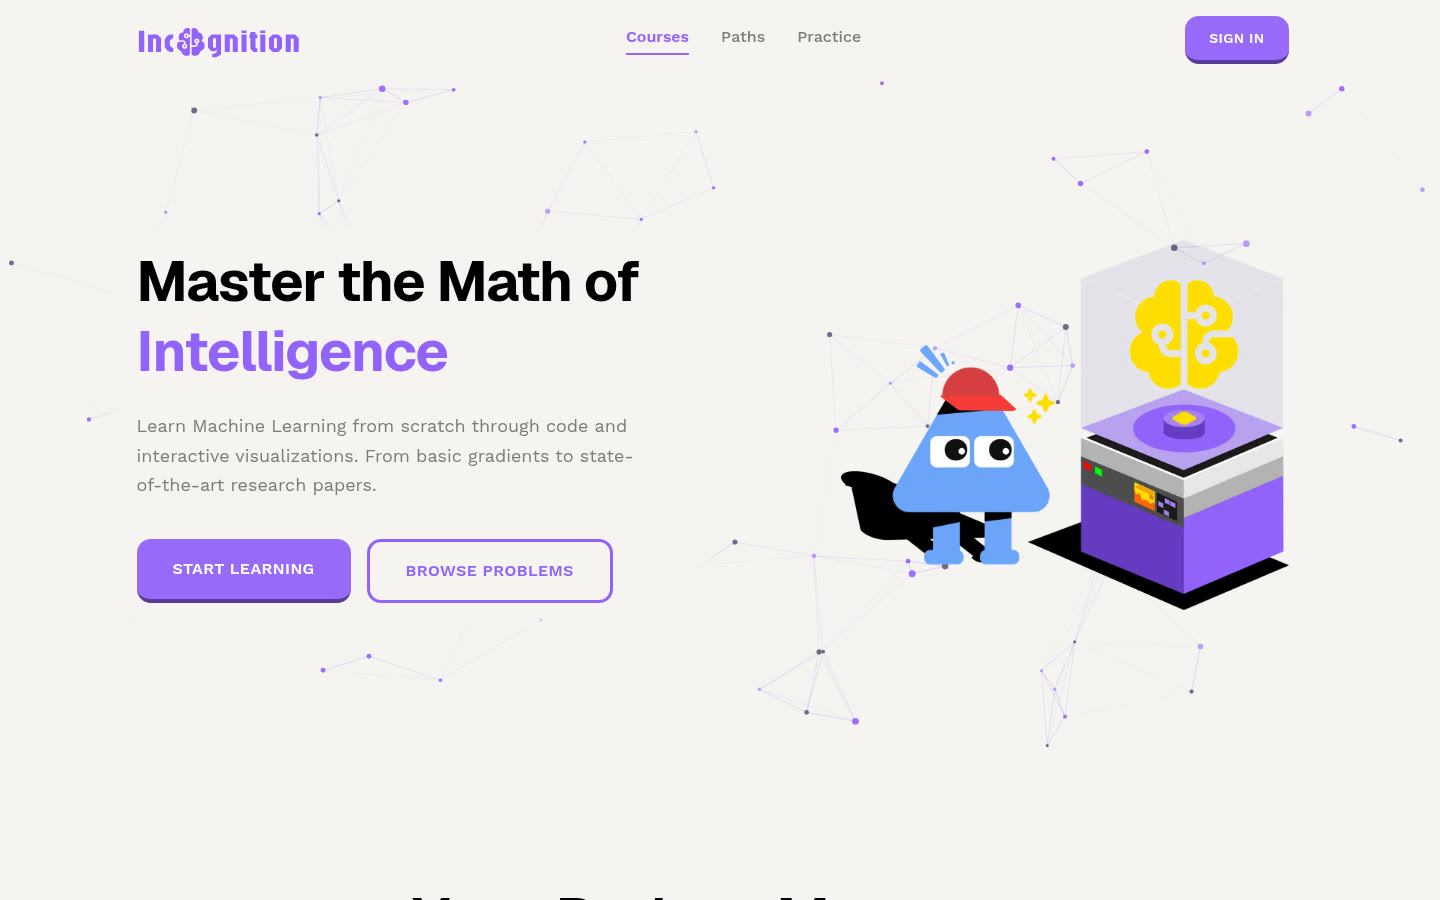 Incognition
Courses
Paths
Practice
SIGN IN
Master the Math of
Intelligence
Learn Machine Learning from scratch through code and
interactive visualizations. From basic gradients to state-
of-the-art research papers.
START LEARNING
BROWSE PROBLEMS